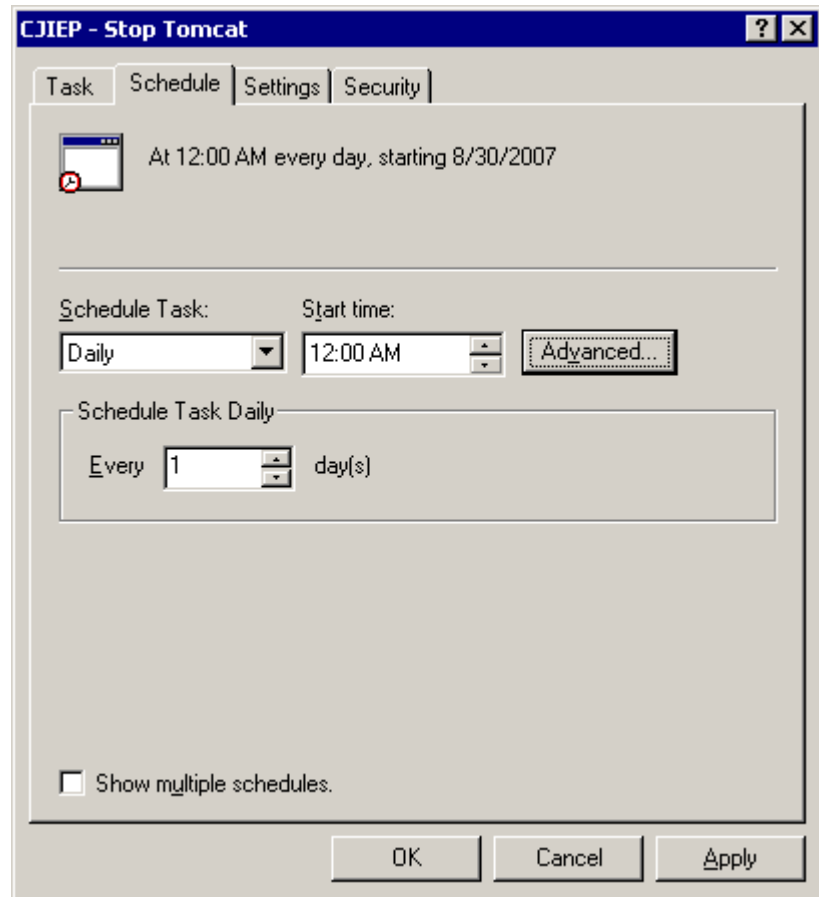 CJIEP - Stop Tomcat
Task Schedule Settings Security
At 12:00 AM every day, starting 8/30/2007
Schedule Task: Start time:
Daily 12:00 AM Advanced...
Schedule Task Daily
Every 1 day(s)
Show multiple schedules.
OK Cancel Apply